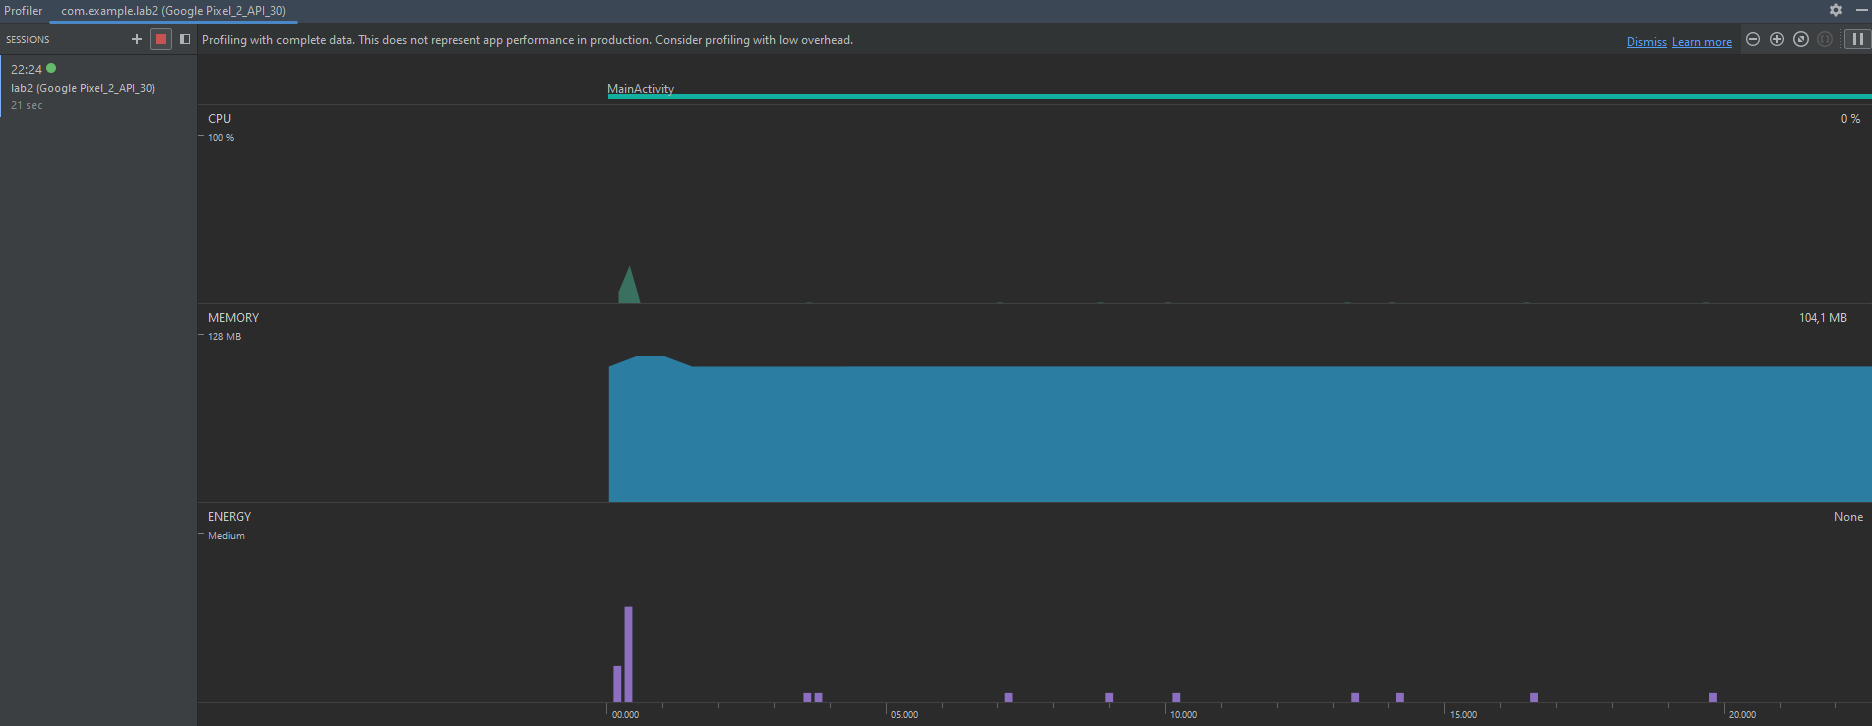 Profiler com.example.lab2 (Google Pixel_2_API_30)
SESSIONS
Profiling with complete data. This does not represent app performance in production. Consider profiling with low overhead. Dismiss Learn more
22:24
lab2 (Google Pixel_2_API_30)
21 sec
MainActivity
CPU 0 %
100 %
MEMORY 104,1 MB
128 MB
ENERGY None
Medium
00.000 05.000 10.000 15.000 20.000